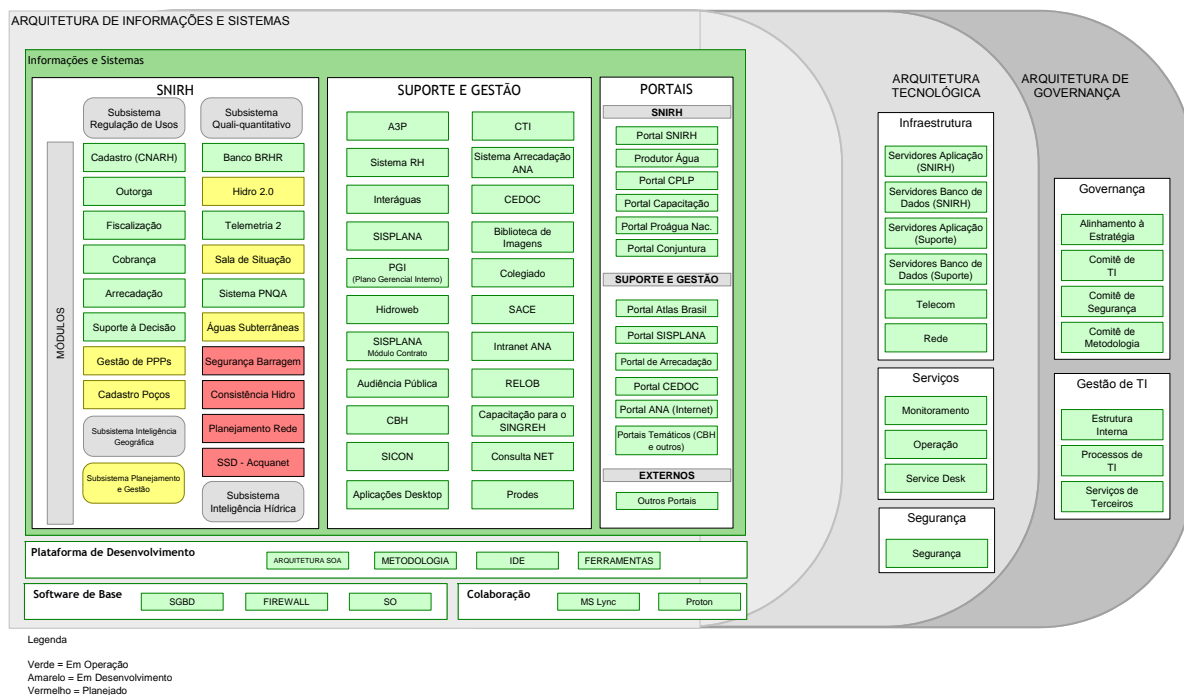 ARQUITETURA DE INFORMAÇÕES E SISTEMAS
Informações e Sistemas
SNIRH
Subsistema
Regulação de Usos
Subsistema
Quali-quantitativo
MÓDULOS
Cadastro (CNARH)
Banco BRHR
Outorga
Hidro 2.0
Fiscalização
Telemetria 2
Cobrança
Sala de Situação
Arrecadação
Sistema PNQA
Suporte à Decisão
Águas Subterrâneas
Gestão de PPPs
Segurança Barragem
Cadastro Poços
Consistência Hidro
Subsistema Inteligência
Geográfica
Planejamento Rede
Subsistema Planejamento
e Gestão
SSD - Acquanet
Subsistema
Inteligência Hídrica
SUPORTE E GESTÃO
A3P
CTI
Sistema RH
Sistema Arrecadação
ANA
Interáguas
CEDOC
SISPLANA
Biblioteca de
Imagens
PGI
(Plano Gerencial Interno)
Colegiado
Hidroweb
SACE
SISPLANA
Módulo Contrato
Intranet ANA
Audiência Pública
RELOB
CBH
Capacitação para o
SINGREH
SICON
Consulta NET
Aplicações Desktop
Prodes
PORTAIS
SNIRH
Portal SNIRH
Produtor Água
Portal CPLP
Portal Capacitação
Portal Proágua Nac.
Portal Conjuntura
SUPORTE E GESTÃO
Portal Atlas Brasil
Portal SISPLANA
Portal de Arrecadação
Portal CEDOC
Portal ANA (Internet)
Portais Temáticos (CBH
e outros)
EXTERNOS
Outros Portais
Plataforma de Desenvolvimento
ARQUITETURA SOA
METODOLOGIA
IDE
FERRAMENTAS
Software de Base
SGBD
FIREWALL
SO
Colaboração
MS Lync
Proton
ARQUITETURA
TECNOLÓGICA
Infraestrutura
Servidores Aplicação
(SNIRH)
Servidores Banco de
Dados (SNIRH)
Servidores Aplicação
(Suporte)
Servidores Banco de
Dados (Suporte)
Telecom
Rede
Serviços
Monitoramento
Operação
Service Desk
Segurança
Segurança
ARQUITETURA DE
GOVERNANÇA
Governança
Alinhamento à
Estratégia
Comitê de
TI
Comitê de
Segurança
Comitê de
Metodologia
Gestão de TI
Estrutura
Interna
Processos de
TI
Serviços de
Terceiros
Legenda
Verde = Em Operação
Amarelo = Em Desenvolvimento
Vermelho = Planejado